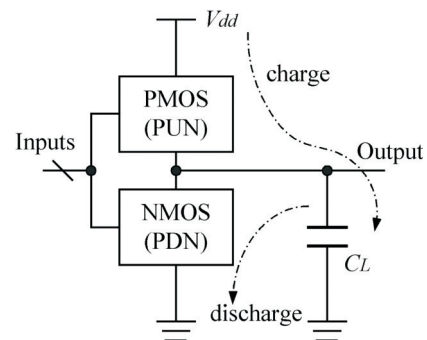 Vdd
charge
PMOS
(PUN)
Inputs
Output
NMOS
(PDN)
CL
discharge